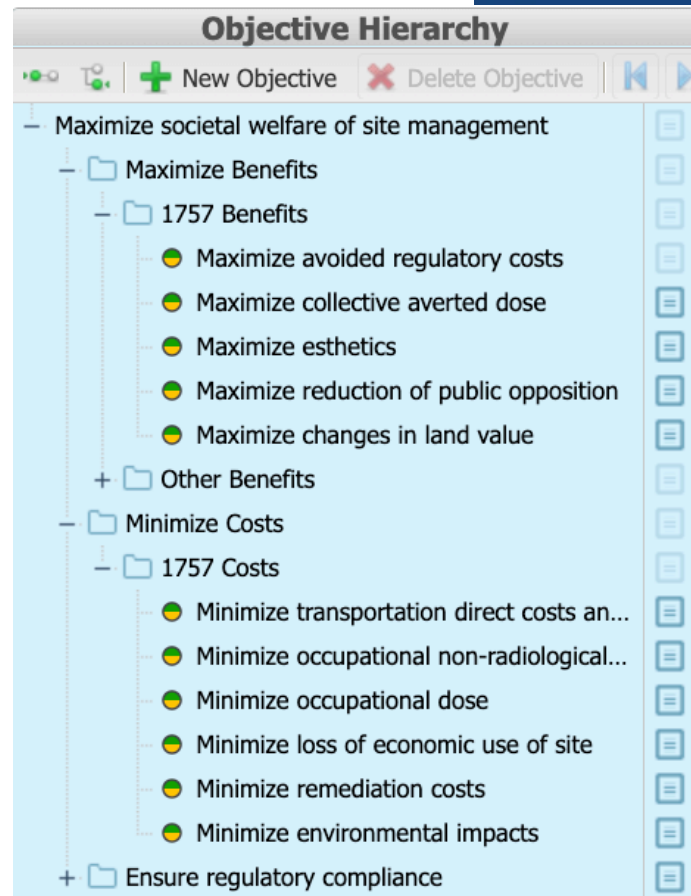 Objective Hierarchy
New Objective Delete Objective
Maximize societal welfare of site management
Maximize Benefits
1757 Benefits
Maximize avoided regulatory costs
Maximize collective averted dose
Maximize esthetics
Maximize reduction of public opposition
Maximize changes in land value
Other Benefits
Minimize Costs
1757 Costs
Minimize transportation direct costs an...
Minimize occupational non-radiological...
Minimize occupational dose
Minimize loss of economic use of site
Minimize remediation costs
Minimize environmental impacts
Ensure regulatory compliance